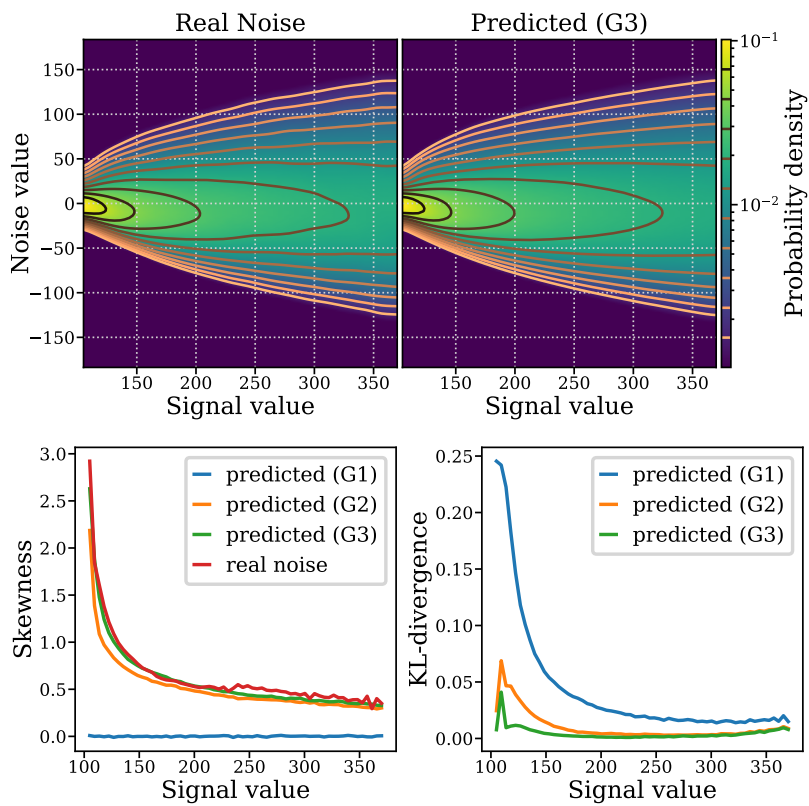 Real Noise
Predicted (G3)
Noise value
150
100
50
0
−50
−100
−150
150 200 250 300 350
Signal value
150 200 250 300 350
Signal value
10⁻¹
10⁻²
Probability density
Skewness
3.0
2.5
2.0
1.5
1.0
0.5
0.0
predicted (G1)
predicted (G2)
predicted (G3)
real noise
100 150 200 250 300 350
Signal value
KL-divergence
0.25
0.20
0.15
0.10
0.05
0.00
predicted (G1)
predicted (G2)
predicted (G3)
100 150 200 250 300 350
Signal value